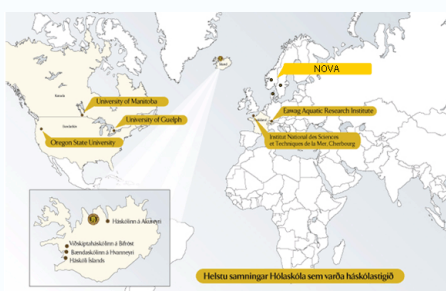 NOVA
University of Manitoba
University of Guelph
Oregon State University
Eawag Aquatic Research Institute
Institut National des Sciences
et Techniques de la Mer, Cherbourg
Háskólinn á Akureyri
Viðskiptaháskólinn á Bifröst
Bændaskólinn á Hvanneyri
Háskóli Íslands
Helstu samningar Hólaskóla sem varða háskólastigið